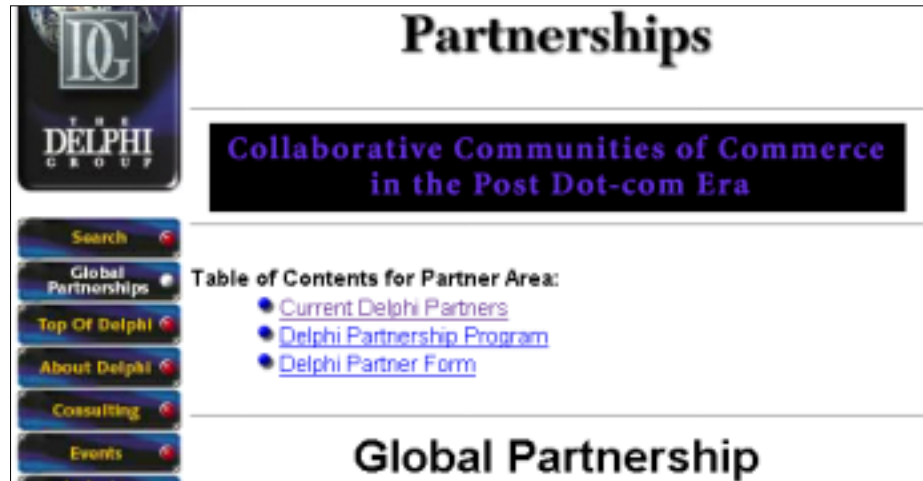 Partnerships
DG
THE
DELPHI
GROUP
Collaborative Communities of Commerce
in the Post Dot-com Era
Search
Global
Partnerships
Top Of Delphi
About Delphi
Consulting
Events
Table of Contents for Partner Area:
Current Delphi Partners
Delphi Partnership Program
Delphi Partner Form
Global Partnership